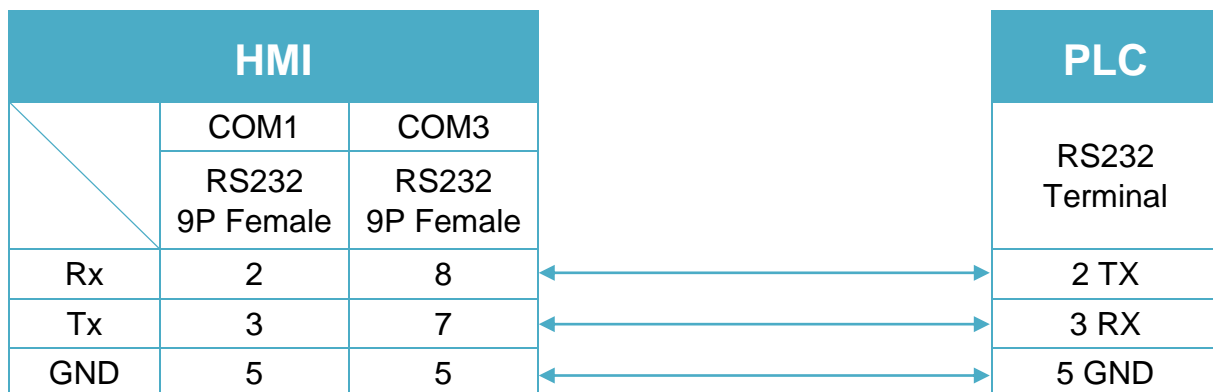 HMI
PLC
COM1 COM3
RS232
9P Female
RS232
9P Female
RS232
Terminal
Rx 2 8 2 TX
Tx 3 7 3 RX
GND 5 5 5 GND